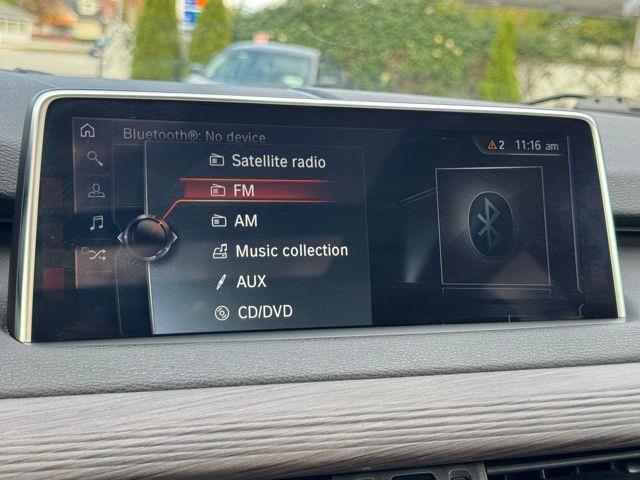 Bluetooth®: No device
2 11:16 am
Satellite radio
FM
AM
Music collection
AUX
CD/DVD